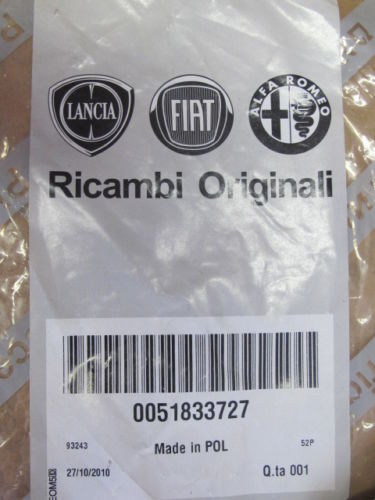 LANCIA FIAT ALFA ROMEO
Ricambi Originali
0051833727
93243 Made in POL 52P
27/10/2010 Q.ta 001